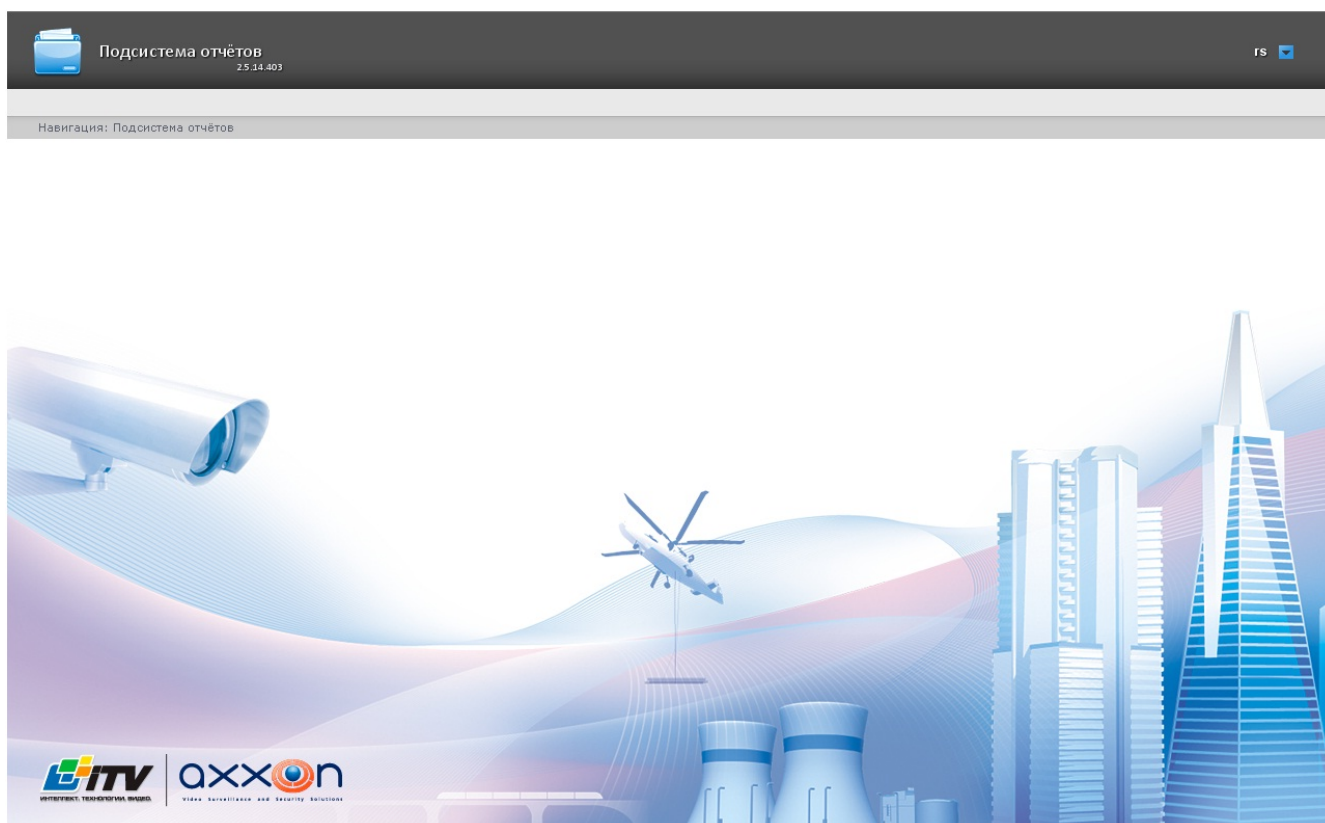 Подсистема отчётов
2.5.14.403
rs
Навигация: Подсистема отчётов
iTV
ИНТЕЛЛЕКТ. ТЕХНОЛОГИИ. ВИДЕО.
axxon
Video Surveillance and Security Solutions